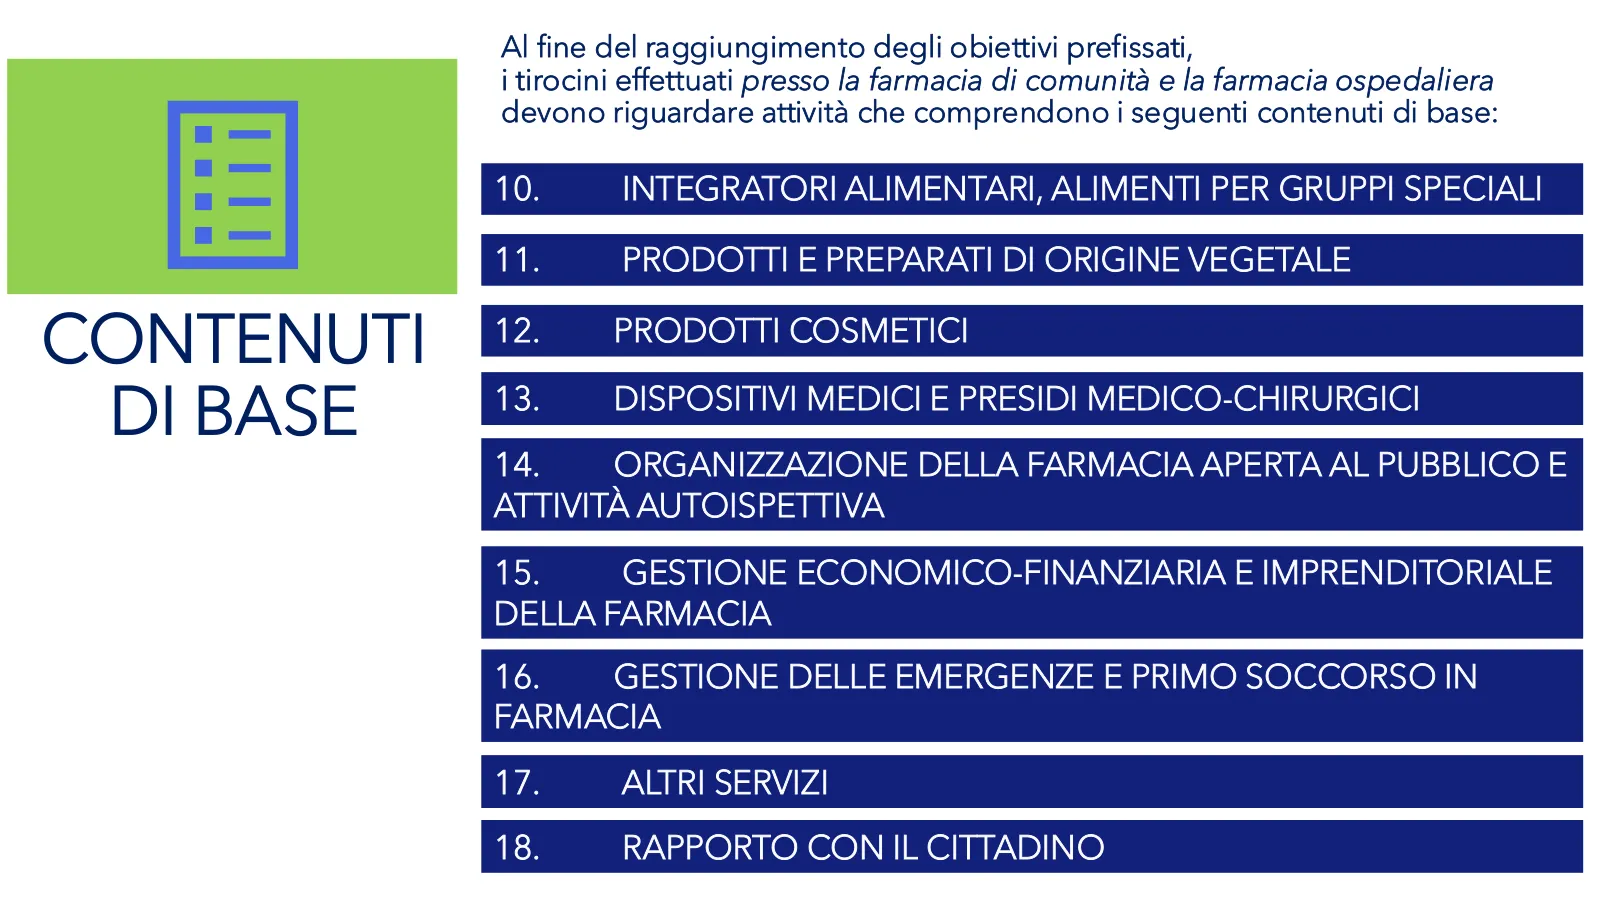 Al fine del raggiungimento degli obiettivi prefissati,
i tirocini effettuati presso la farmacia di comunità e la farmacia ospedaliera
devono riguardare attività che comprendono i seguenti contenuti di base:
CONTENUTI
DI BASE
10. INTEGRATORI ALIMENTARI, ALIMENTI PER GRUPPI SPECIALI
11. PRODOTTI E PREPARATI DI ORIGINE VEGETALE
12. PRODOTTI COSMETICI
13. DISPOSITIVI MEDICI E PRESIDI MEDICO-CHIRURGICI
14. ORGANIZZAZIONE DELLA FARMACIA APERTA AL PUBBLICO E
ATTIVITÀ AUTOISPETTIVA
15. GESTIONE ECONOMICO-FINANZIARIA E IMPRENDITORIALE
DELLA FARMACIA
16. GESTIONE DELLE EMERGENZE E PRIMO SOCCORSO IN
FARMACIA
17. ALTRI SERVIZI
18. RAPPORTO CON IL CITTADINO